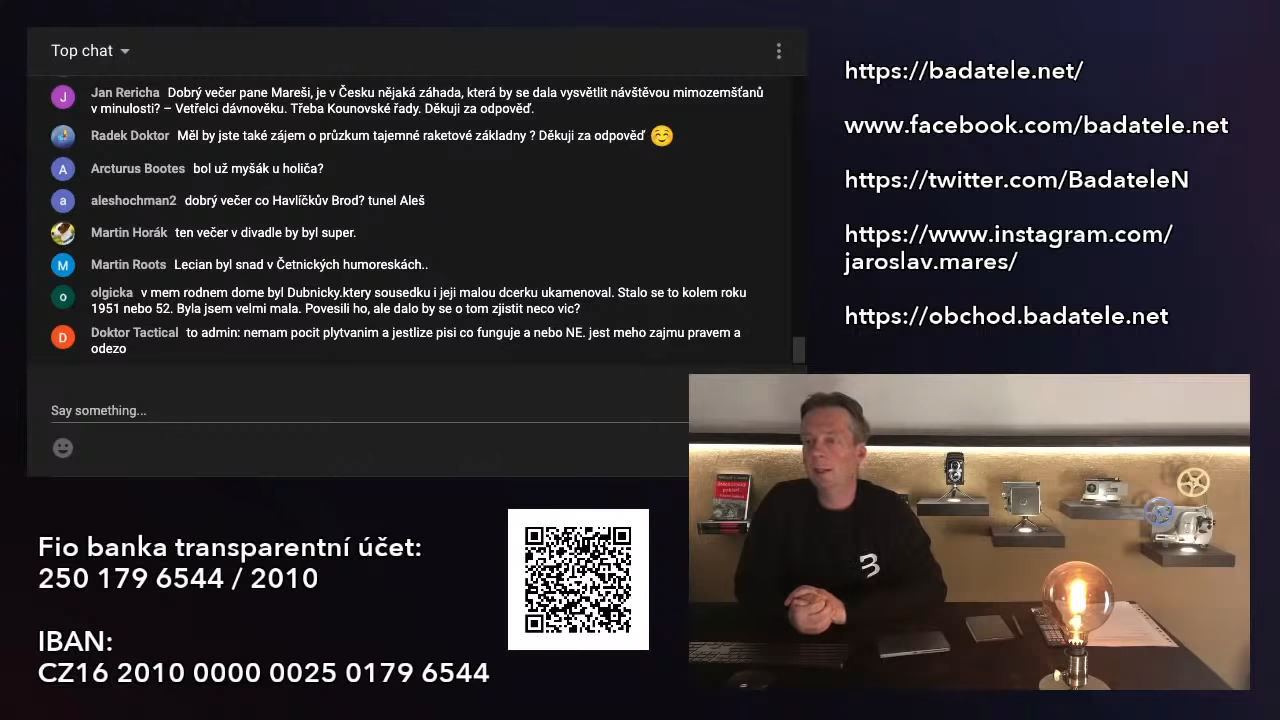 Top chat
J Jan Rericha Dobrý večer pane Mareši, je v Česku nějaká záhada, která by se dala vysvětlit návštěvou mimozemšťanů
v minulosti? – Vetřelci dávnověku. Třeba Kounovské řady. Děkuji za odpověď.
Radek Doktor Měl by jste také zájem o průzkum tajemné raketové základny ? Děkuji za odpověď
A Arcturus Bootes bol už myšák u holiča?
a aleshochman2 dobrý večer co Havlíčkův Brod? tunel Aleš
Martin Horák ten večer v divadle by byl super.
M Martin Roots Lecian byl snad v Četnických humoreskách..
o olgicka v mem rodnem dome byl Dubnicky.ktery sousedku i jeji malou dcerku ukamenoval. Stalo se to kolem roku
1951 nebo 52. Byla jsem velmi mala. Povesili ho, ale dalo by se o tom zjistit neco vic?
D Doktor Tactical to admin: nemam pocit plytvanim a jestlize pisi co funguje a nebo NE. jest meho zajmu pravem a
odezo
Say something...
https://badatele.net/
www.facebook.com/badatele.net
https://twitter.com/BadateleN
https://www.instagram.com/
jaroslav.mares/
https://obchod.badatele.net
Fio banka transparentní účet:
250 179 6544 / 2010
IBAN:
CZ16 2010 0000 0025 0179 6544